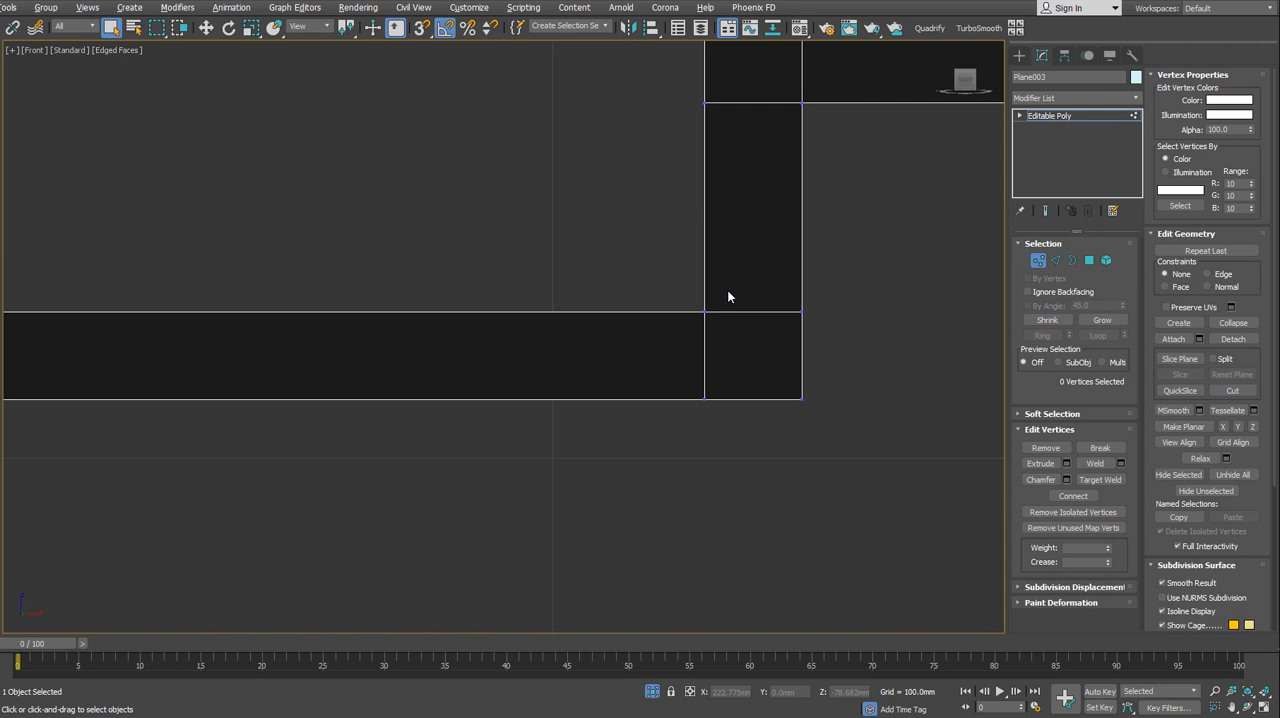 Tools Group Views Create Modifiers Animation Graph Editors Rendering Civil View Customize Scripting Content Arnold Corona Help Phoenix FD Sign In Workspaces: Default
All View Create Selection Se Quadrify TurboSmooth
[+] [Front] [Standard] [Edged Faces]
Plane003
Modifier List
Editable Poly
Selection
By Vertex
Ignore Backfacing
By Angle: 45.0
Shrink Grow
Ring Loop
Preview Selection
Off SubObj Multi
0 Vertices Selected
Soft Selection
Edit Vertices
Remove Break
Extrude Weld
Chamfer Target Weld
Connect
Remove Isolated Vertices
Remove Unused Map Verts
Weight:
Crease:
Subdivision Displacement
Paint Deformation
Vertex Properties
Edit Vertex Colors
Color:
Illumination:
Alpha: 100.0
Select Vertices By
Color
Illumination Range:
R: 10
G: 10
Select B: 10
Edit Geometry
Repeat Last
Constraints
None Edge
Face Normal
Preserve UVs
Create Collapse
Attach Detach
Slice Plane Split
Slice Reset Plane
QuickSlice Cut
MSmooth Tessellate
Make Planar X Y Z
View Align Grid Align
Relax
Hide Selected Unhide All
Hide Unselected
Named Selections:
Copy Paste
Delete Isolated Vertices
Full Interactivity
Subdivision Surface
Smooth Result
Use NURMS Subdivision
Isoline Display
Show Cage......
0 / 100 >
0 5 10 15 20 25 30 35 40 45 50 55 60 65 70 75 80 85 90 95 100
1 Object Selected X: 222.775mm Y: 0.0mm Z: -78.682mm Grid = 100.0mm Auto Key Selected
Click or click-and-drag to select objects Add Time Tag 0 Set Key Key Filters...